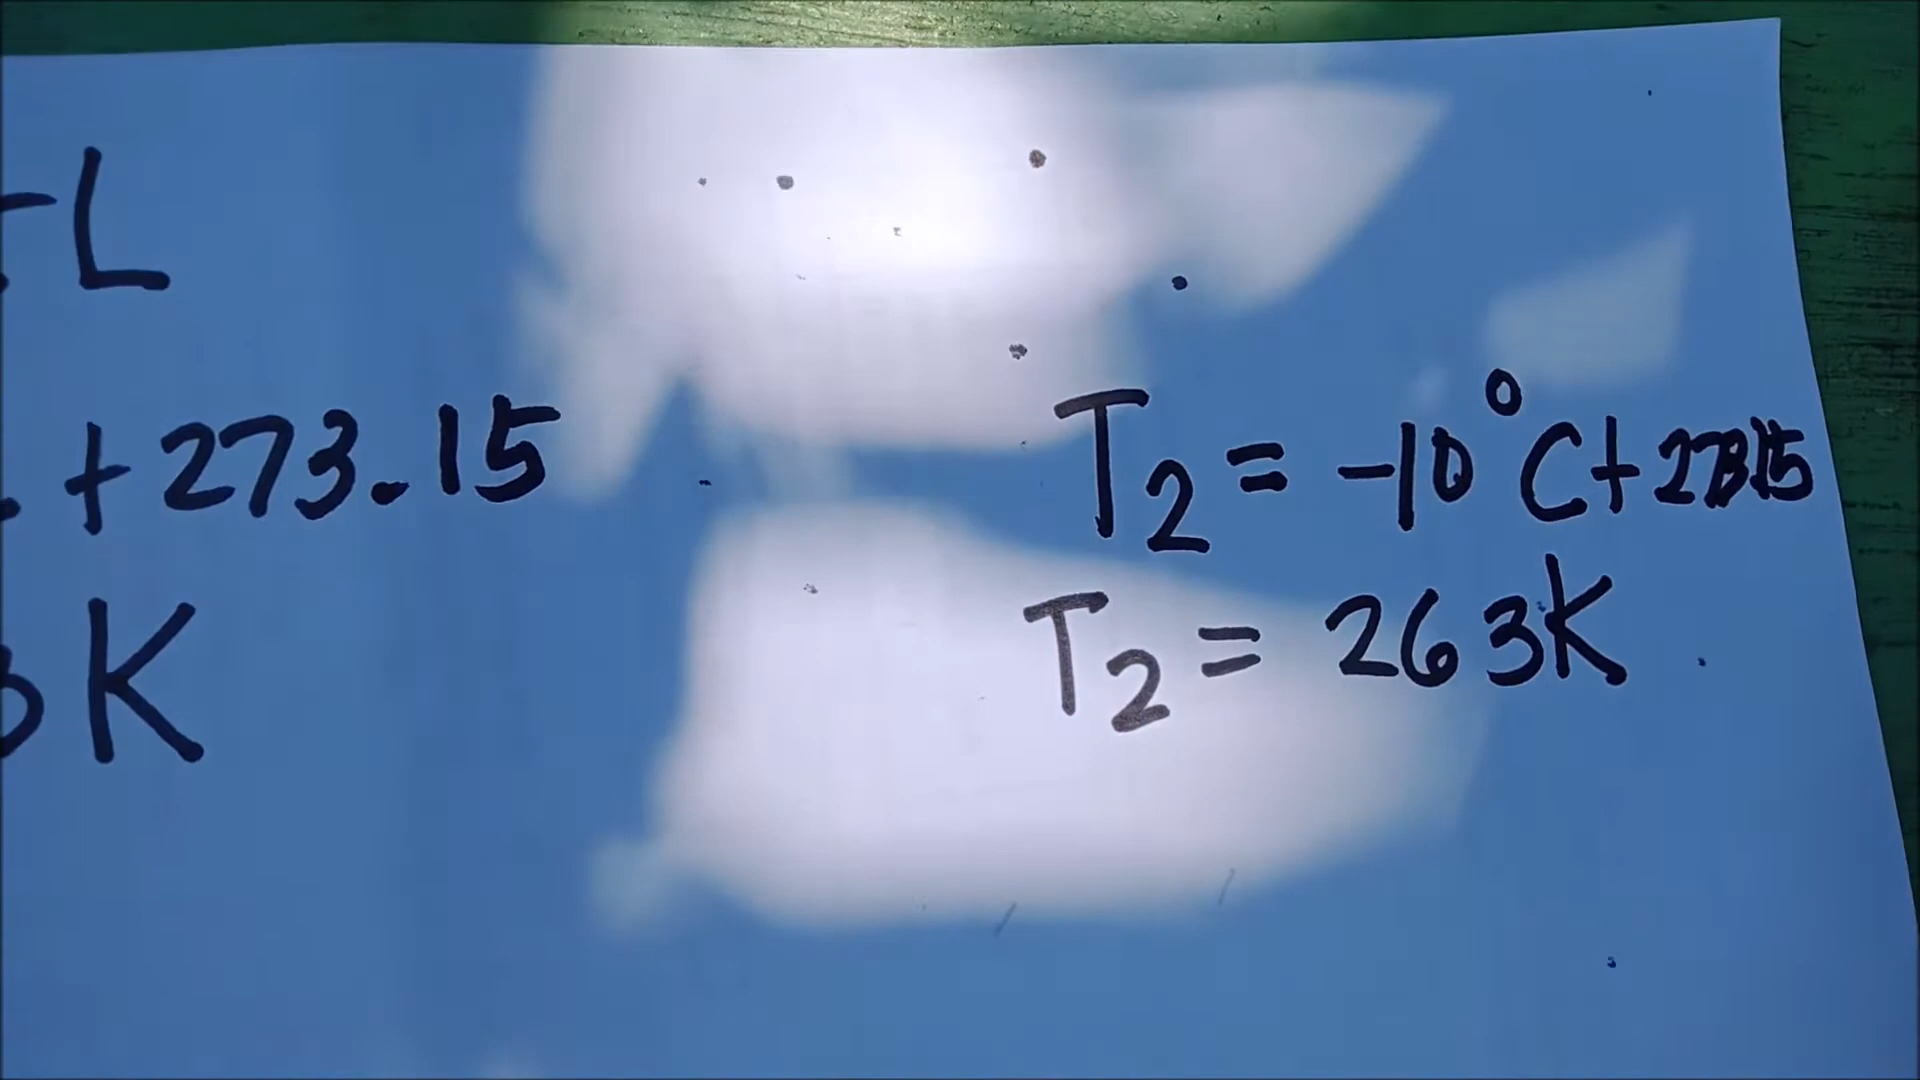 L
+273.15
T₂ = -10°C+273.15
K
T₂ = 263K